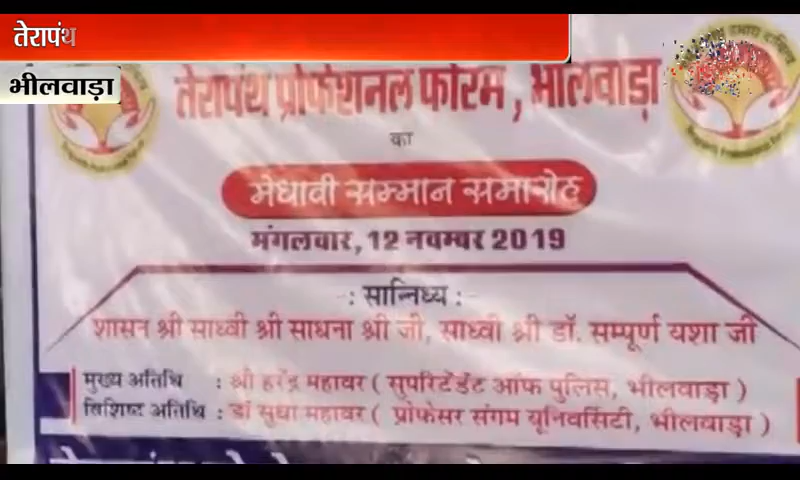 तेरापंथ
भीलवाड़ा
तेरापंथ प्रोफेशनल फोरम, भीलवाड़ा
का
मेधावी सम्मान समारोह
मंगलवार, 12 नवम्बर 2019
-: सान्निध्य :-
शासन श्री साध्वी श्री साधना श्री जी, साध्वी श्री डॉ. सम्पूर्ण यशा जी
मुख्य अतिथि : श्री हरेंद्र महावर ( सुपरिटेंडेंट ऑफ पुलिस, भीलवाड़ा )
विशिष्ट अतिथि : डॉ सुधा महावर ( प्रोफेसर संगम यूनिवर्सिटी, भीलवाड़ा )